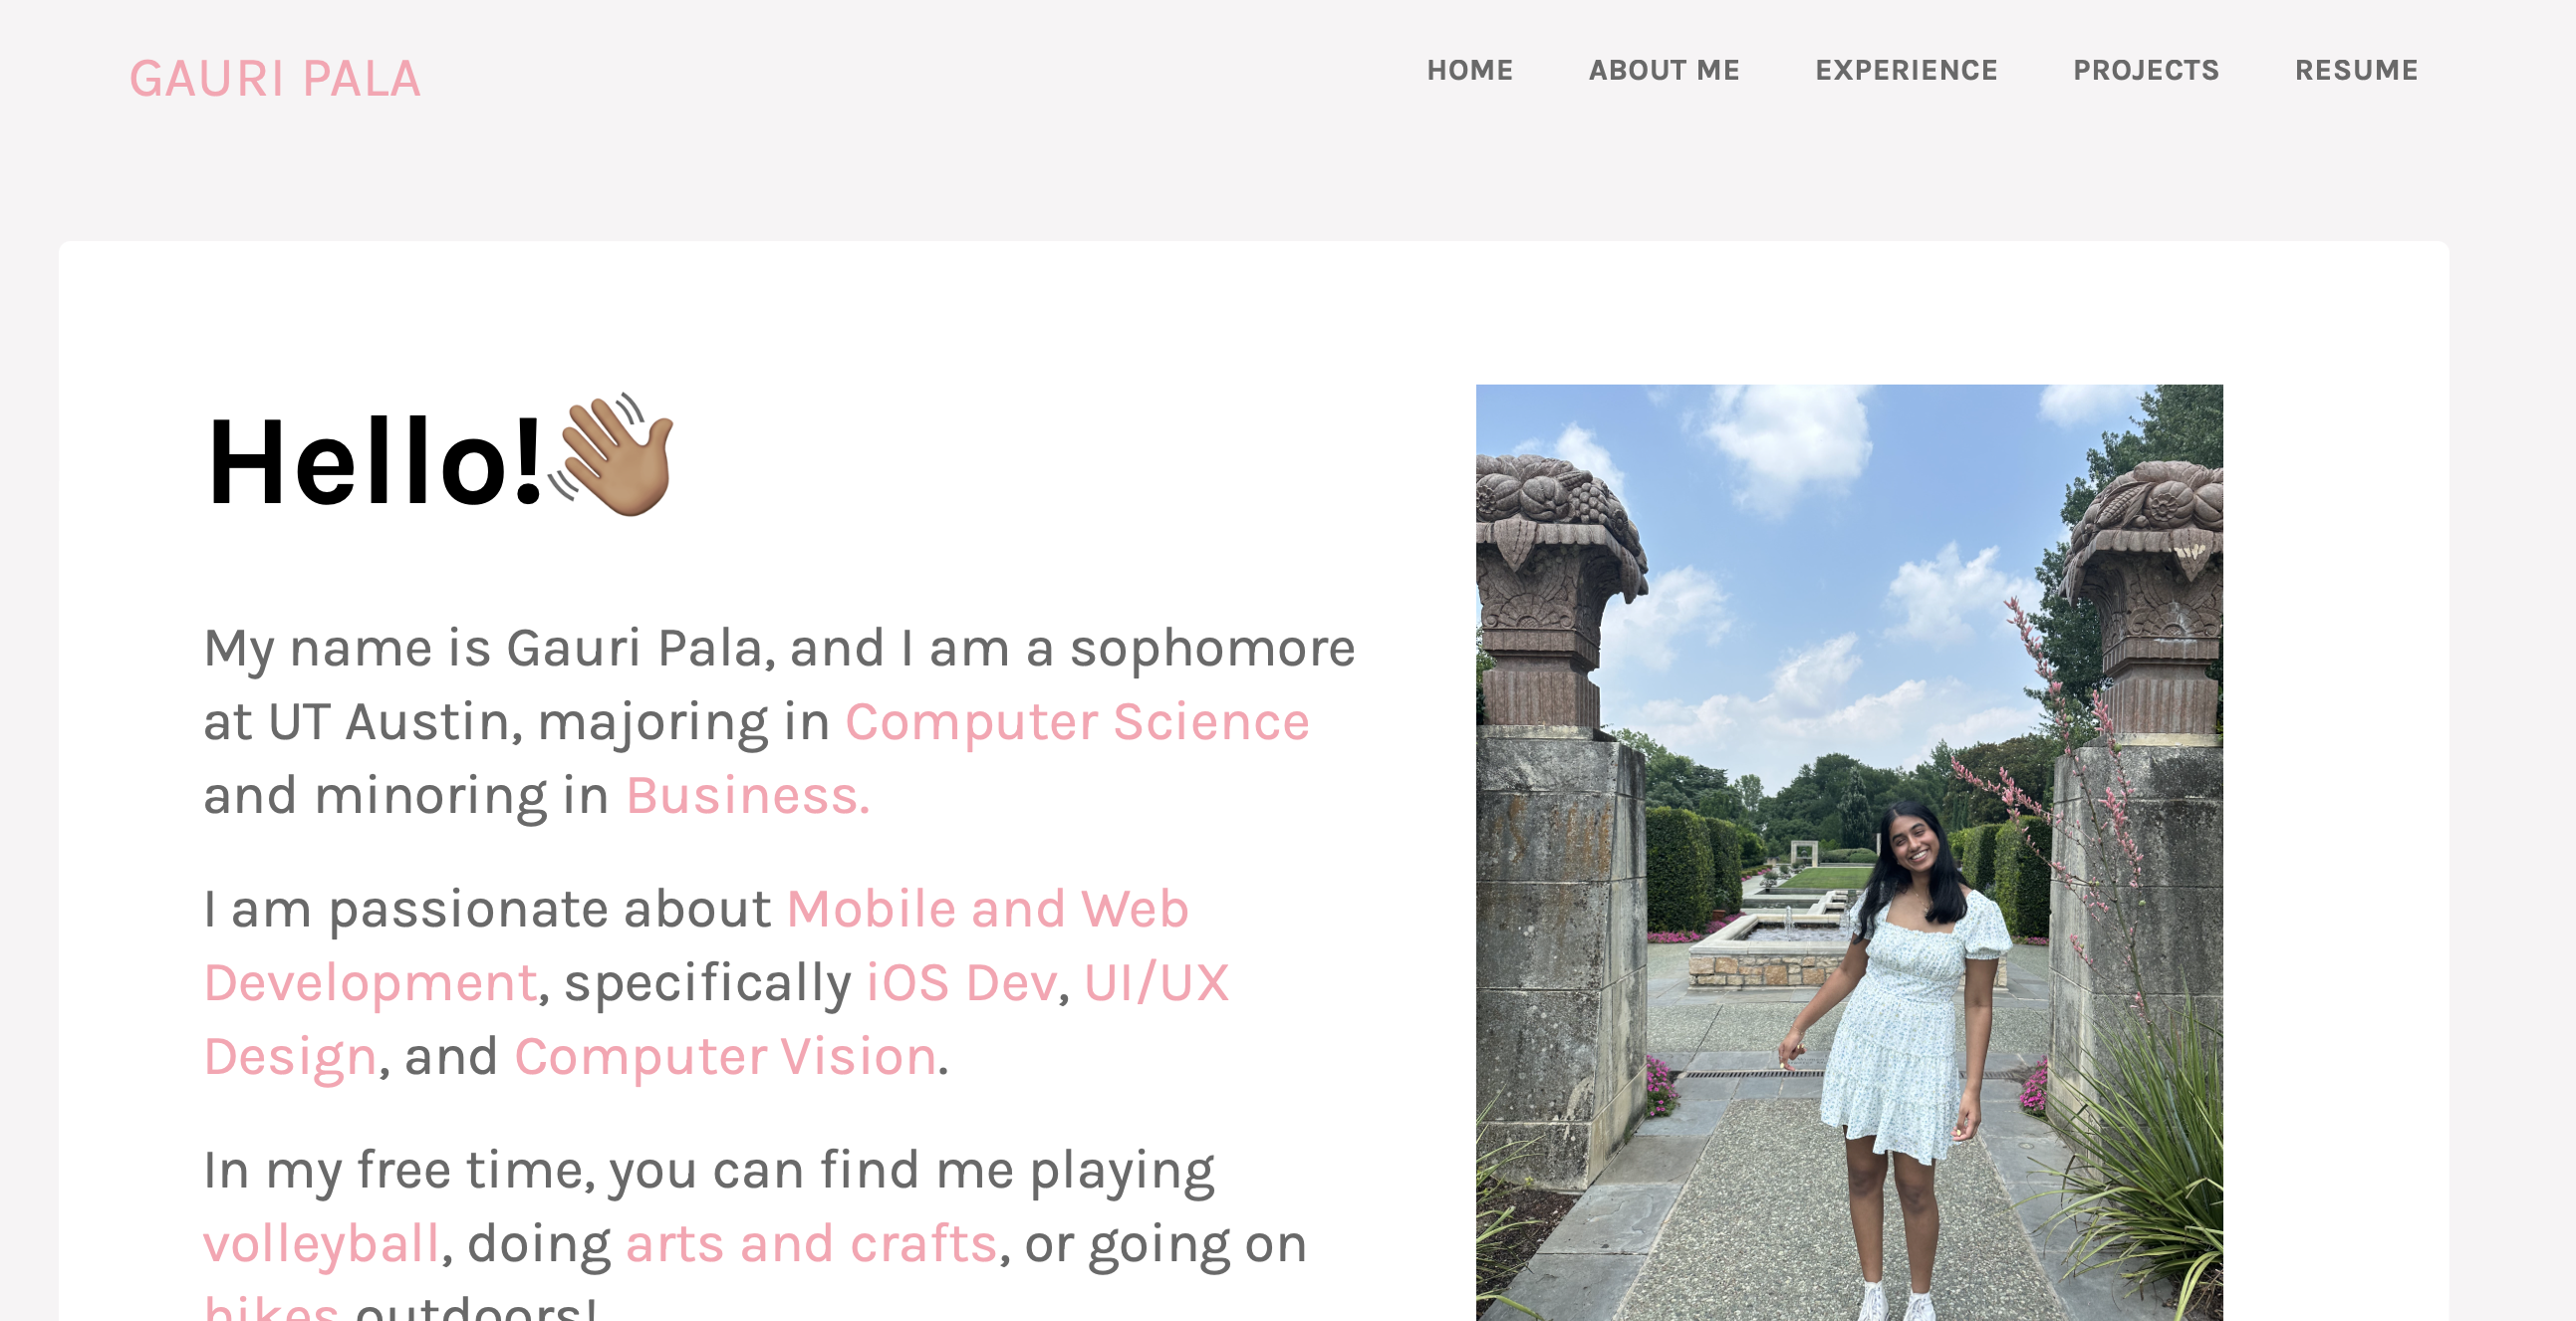 GAURI PALA
HOME ABOUT ME EXPERIENCE PROJECTS RESUME
Hello!👋🏽
My name is Gauri Pala, and I am a sophomore
at UT Austin, majoring in Computer Science
and minoring in Business.
I am passionate about Mobile and Web
Development, specifically iOS Dev, UI/UX
Design, and Computer Vision.
In my free time, you can find me playing
volleyball, doing arts and crafts, or going on
hikes outdoors!